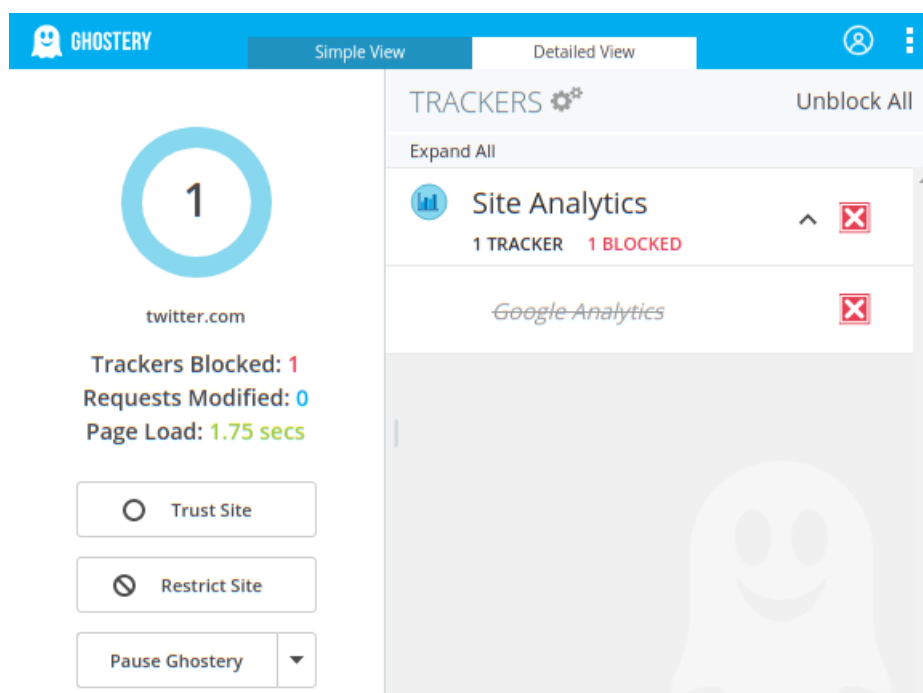 GHOSTERY
Simple View
Detailed View
1
twitter.com
Trackers Blocked: 1
Requests Modified: 0
Page Load: 1.75 secs
Trust Site
Restrict Site
Pause Ghostery
TRACKERS
Unblock All
Expand All
Site Analytics
1 TRACKER 1 BLOCKED
Google Analytics